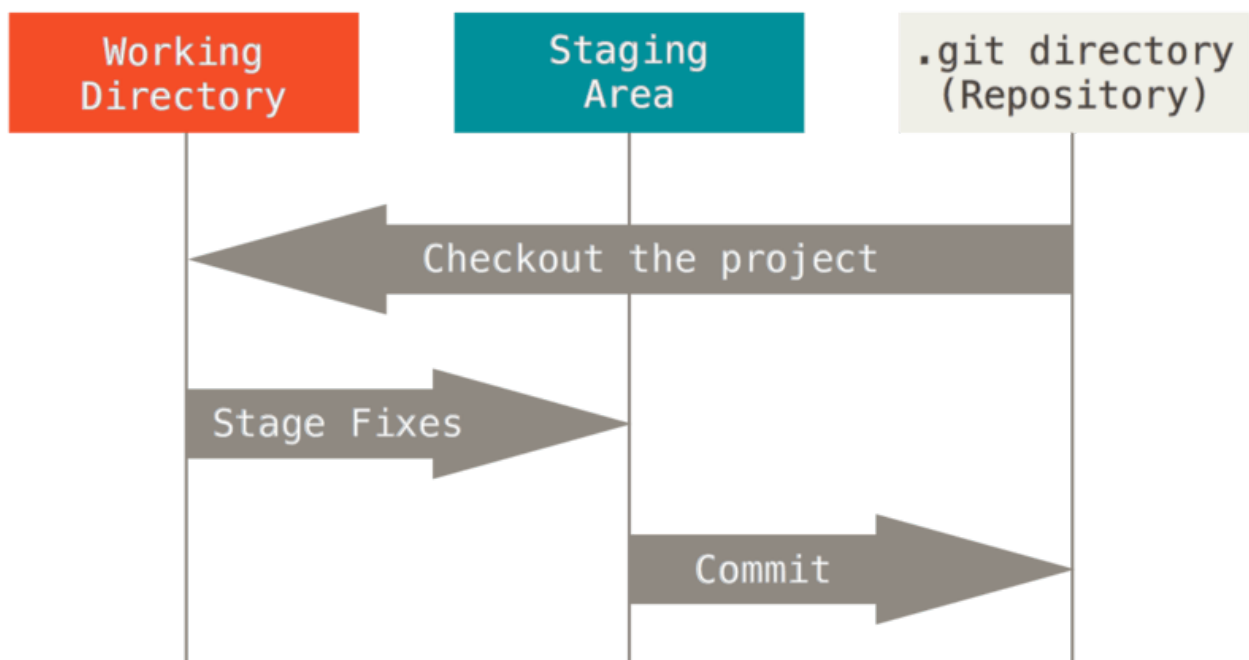 Working
Directory
Staging
Area
.git directory
(Repository)
Checkout the project
Stage Fixes
Commit